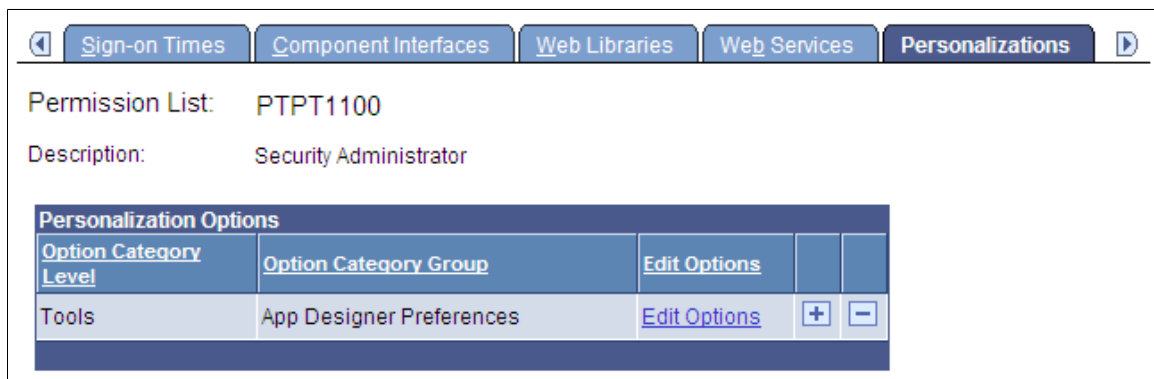 Sign-on Times Component Interfaces Web Libraries Web Services Personalizations
Permission List: PTPT1100
Description: Security Administrator
Personalization Options
Option Category Level Option Category Group Edit Options
Tools App Designer Preferences Edit Options